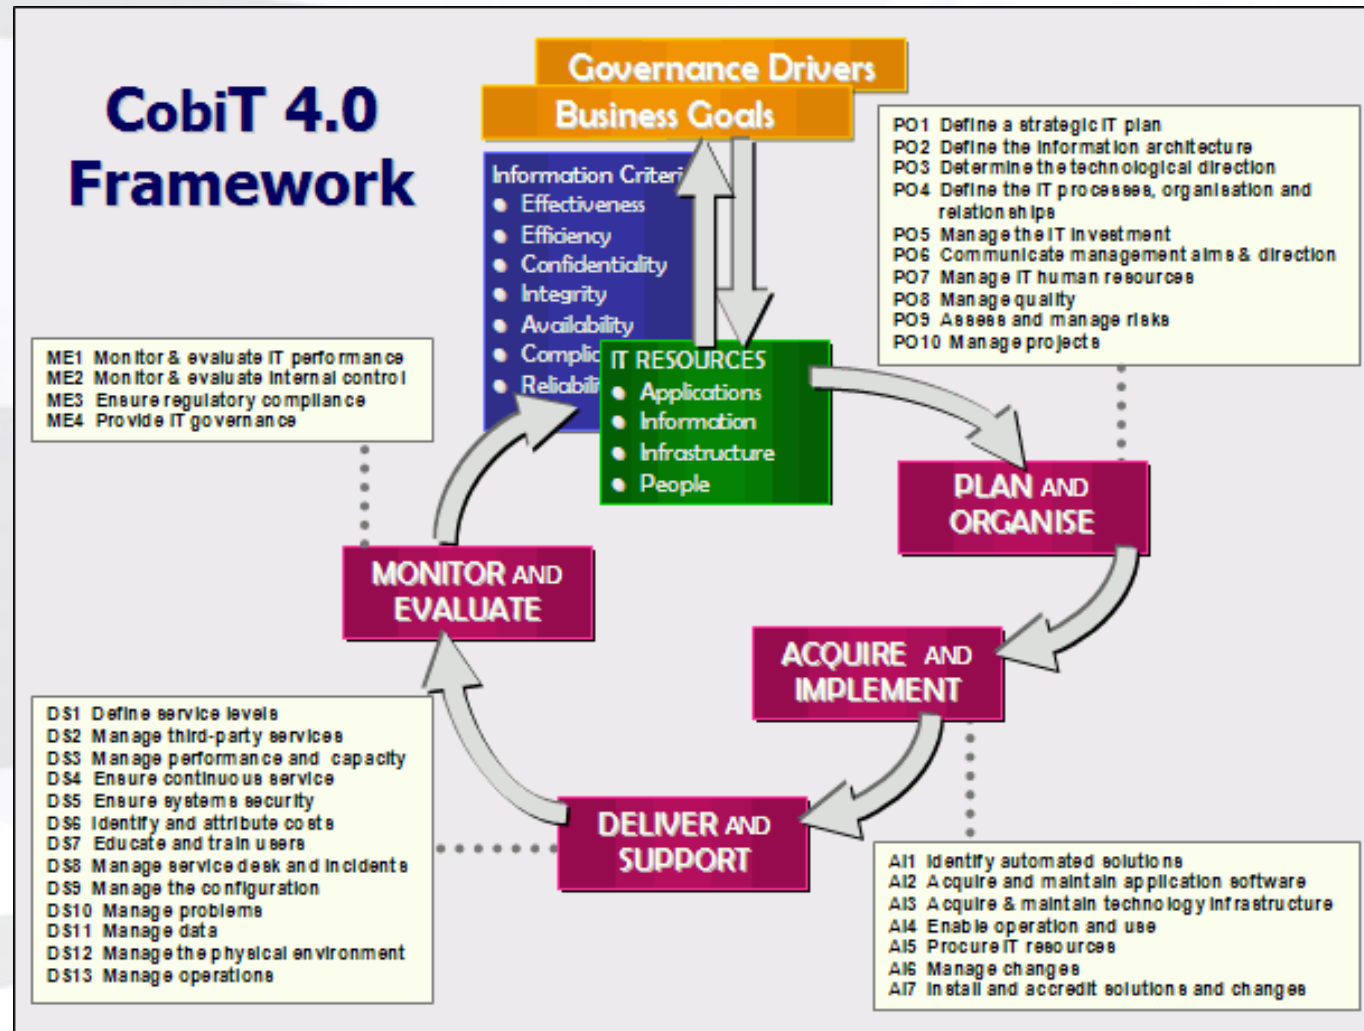 CobiT 4.0
Framework
Governance Drivers
Business Goals
Information Criteri
● Effectiveness
● Efficiency
● Confidentiality
● Integrity
● Availability
● Complic
● Reliabili
IT RESOURCES
● Applications
● Information
● Infrastructure
● People
PO1 Define a strategic IT plan
PO2 Define the information architecture
PO3 Determine the technological direction
PO4 Define the IT processes, organisation and
relationships
PO5 Manage the IT investment
PO6 Communicate management aims & direction
PO7 Manage IT human resources
PO8 Manage quality
PO9 Assess and manage risks
PO10 Manage projects
PLAN AND
ORGANISE
ME1 Monitor & evaluate IT performance
ME2 Monitor & evaluate internal control
ME3 Ensure regulatory compliance
ME4 Provide IT governance
MONITOR AND
EVALUATE
ACQUIRE AND
IMPLEMENT
DS1 Define service levels
DS2 Manage third-party services
DS3 Manage performance and capacity
DS4 Ensure continuous service
DS5 Ensure systems security
DS6 Identify and attribute costs
DS7 Educate and train users
DS8 Manage service desk and incidents
DS9 Manage the configuration
DS10 Manage problems
DS11 Manage data
DS12 Manage the physical environment
DS13 Manage operations
DELIVER AND
SUPPORT
AI1 Identify automated solutions
AI2 Acquire and maintain application software
AI3 Acquire & maintain technology infrastructure
AI4 Enable operation and use
AI5 Procure IT resources
AI6 Manage changes
AI7 Install and accredit solutions and changes